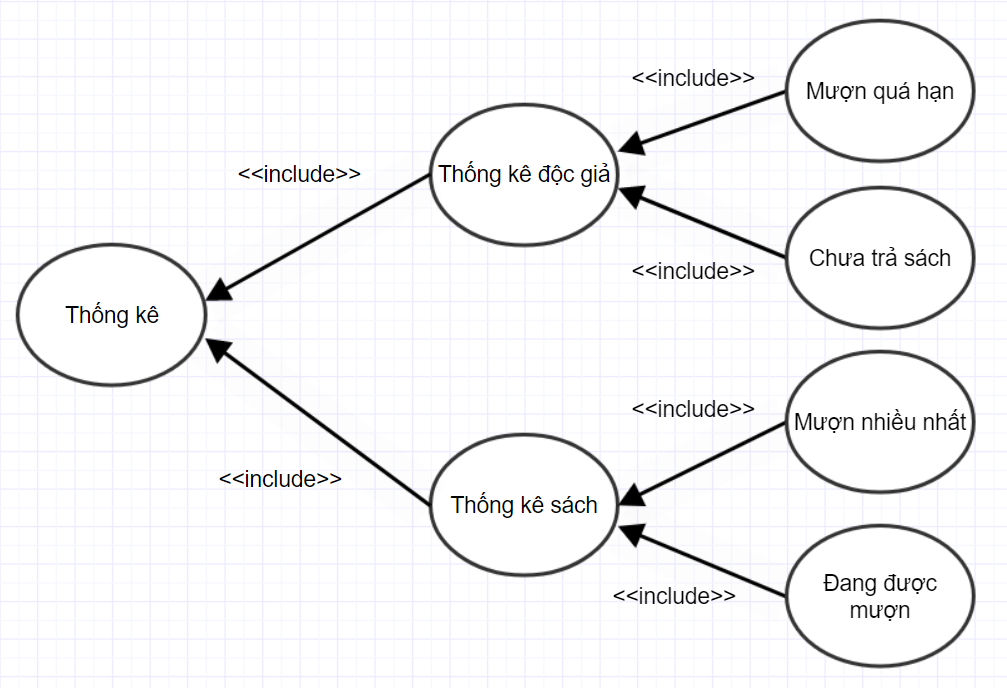 <<include>>
Mượn quá hạn
<<include>>
Thống kê độc giả
Chưa trả sách
<<include>>
Thống kê
<<include>>
Mượn nhiều nhất
<<include>>
Thống kê sách
Đang được
mượn
<<include>>